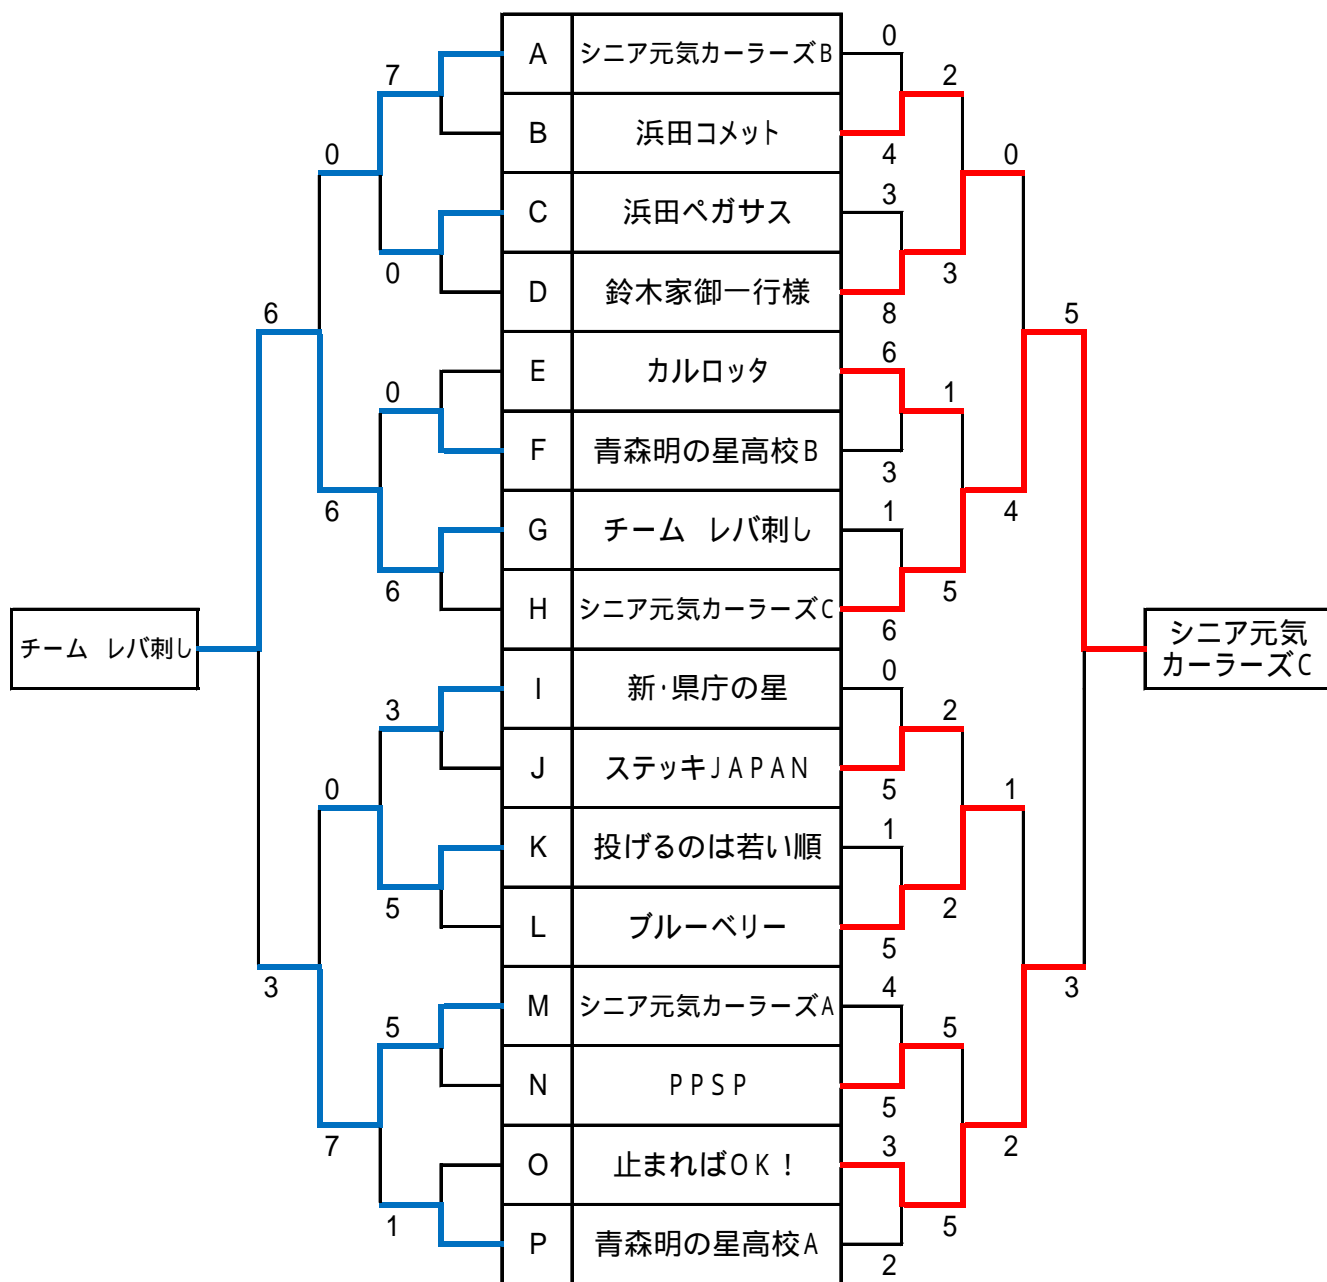 A シニア元気カーラーズB 0
7 2
B 浜田コメット 4
0 0
C 浜田ペガサス 3
0 3
D 鈴木家御一行様 8
6 5
E カルロッタ 6
0 1
F 青森明の星高校B 3
6 4
G チーム レバ刺し 1
6 5
H シニア元気カーラーズC 6
チーム レバ刺し
シニア元気
カーラーズC
I 新・県庁の星 0
3 2
J ステッキJAPAN 5
0 1
K 投げるのは若い順 1
5 2
L ブルーベリー 5
3 3
M シニア元気カーラーズA 4
5 5
N PPSP 5
7 2
O 止まればOK! 3
1 5
P 青森明の星高校A 2